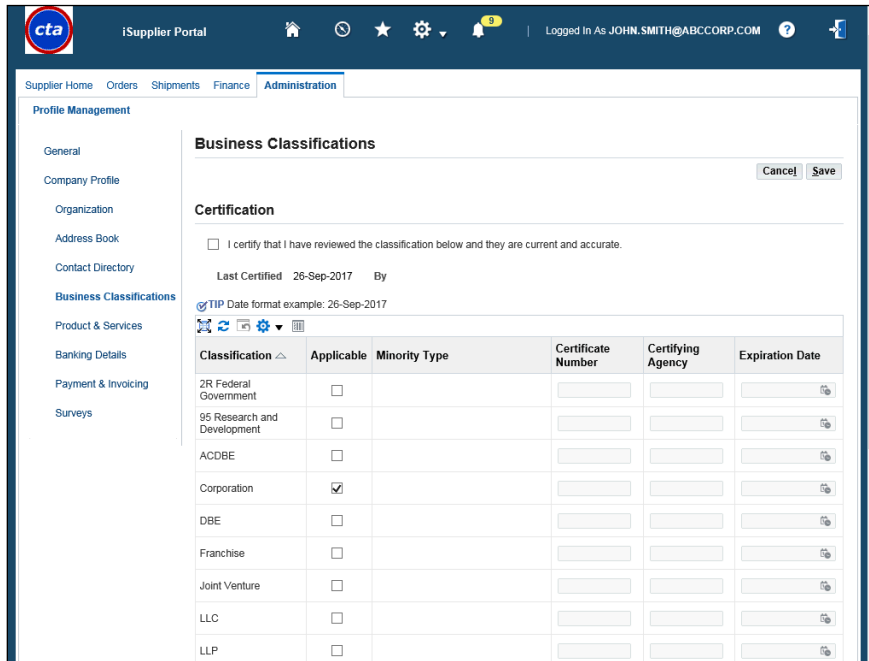 cta
iSupplier Portal
9
| Logged In As JOHN.SMITH@ABCCORP.COM
?
Supplier Home Orders Shipments Finance Administration
Profile Management
General
Company Profile
Organization
Address Book
Contact Directory
Business Classifications
Product & Services
Banking Details
Payment & Invoicing
Surveys
Business Classifications
Cancel Save
Certification
I certify that I have reviewed the classification below and they are current and accurate.
Last Certified 26-Sep-2017 By
TIP Date format example: 26-Sep-2017
Classification Applicable Minority Type Certificate Number Certifying Agency Expiration Date
2R Federal
Government
95 Research and
Development
ACDBE
Corporation
DBE
Franchise
Joint Venture
LLC
LLP